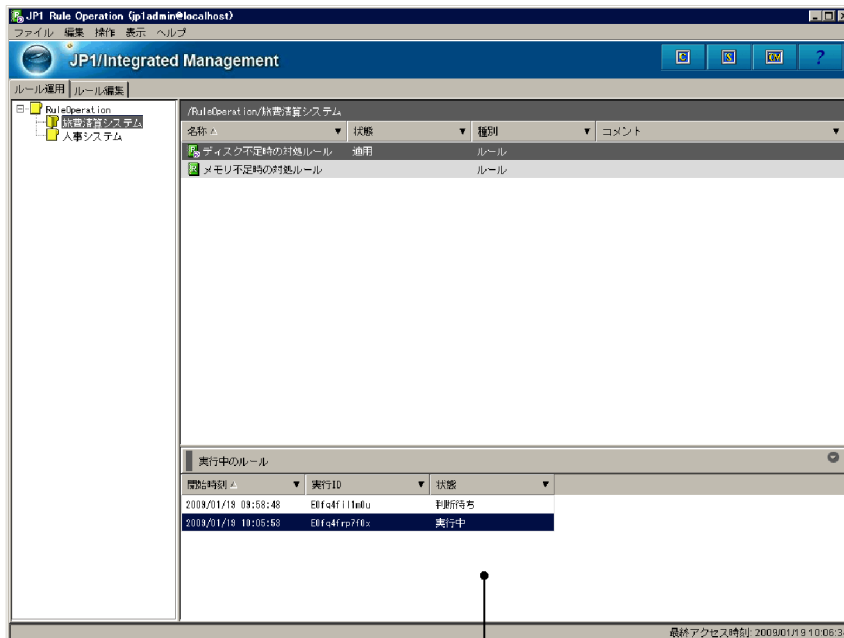 JP1 Rule Operation (jp1admin@localhost)
ファイル 編集 操作 表示 ヘルプ
JP1/Integrated Management
ルール運用 ルール編集
RuleOperation
旅費清算システム
人事システム
/RuleOperation/旅費清算システム
名称 状態 種別 コメント
ディスク不足時の対処ルール 適用 ルール
メモリ不足時の対処ルール ルール
実行中のルール
開始時刻 実行ID 状態
2009/01/19 09:58:48 判断待ち
2009/01/19 10:05:53 実行中
最終アクセス時刻: 2009/01/19 10:06:3